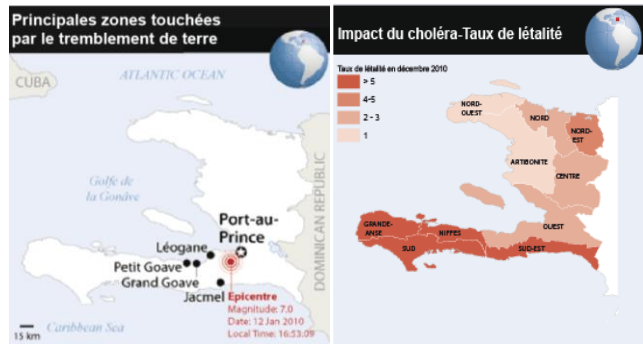 Principales zones touchées
par le tremblement de terre
ATLANTIC OCEAN
CUBA
Golfe de
la Gonâve
Port-au-
Prince
Léogane
Petit Goave
Grand Goave
Jacmel
DOMINICAN REPUBLIC
Epicentre
Magnitude: 7.0
Date: 12 Jan 2010
Local Time: 16:53:09
Caribbean Sea
15 km
Impact du choléra-Taux de létalité
Taux de létalité en décembre 2010
> 5
4-5
2 - 3
1
NORD-
OUEST
NORD
NORD-
EST
ARTIBONITE
CENTRE
GRANDE-
ANSE
NIPPES
OUEST
SUD
SUD-EST